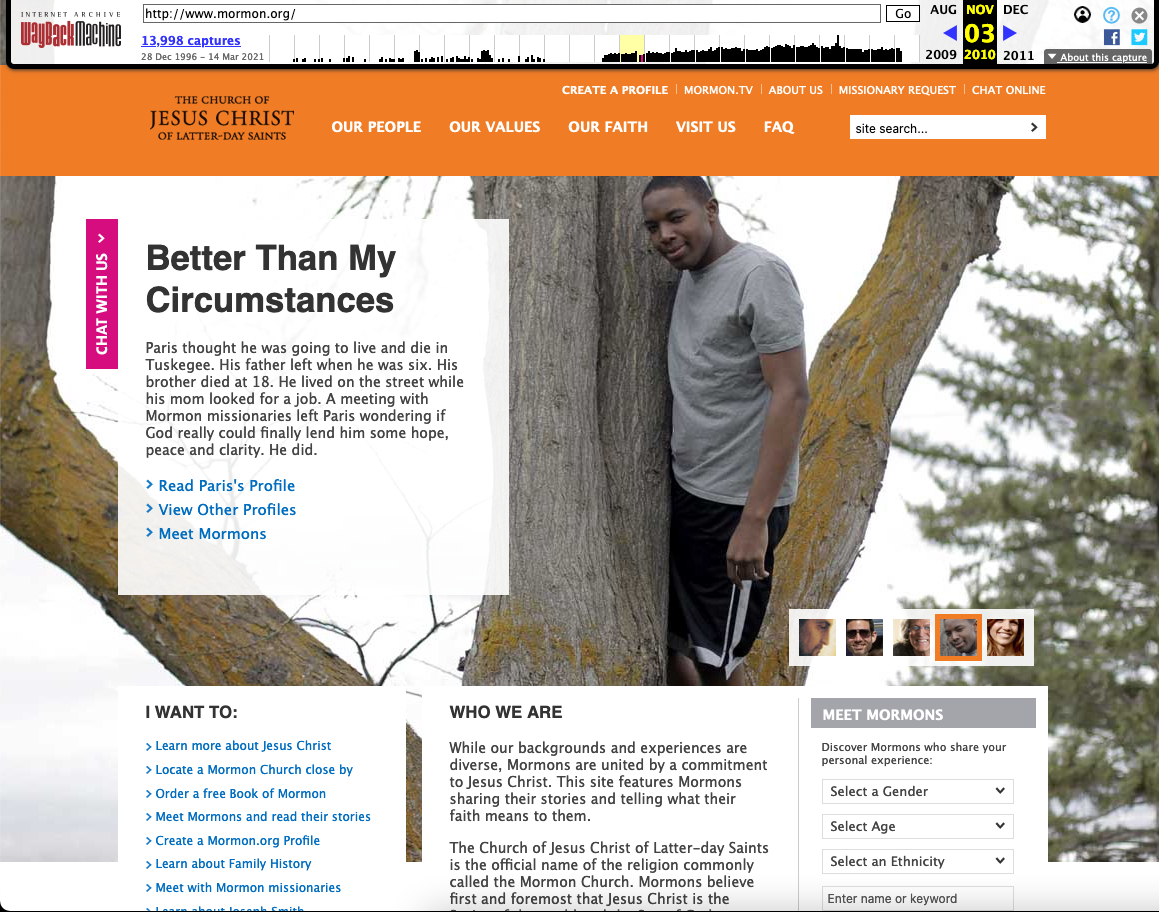 INTERNET ARCHIVE
WayBackMachine
http://www.mormon.org/
Go
13,998 captures
28 Dec 1996 – 14 Mar 2021
AUG NOV DEC
03
2009 2010 2011
About this capture
THE CHURCH OF
JESUS CHRIST
OF LATTER-DAY SAINTS
CREATE A PROFILE | MORMON.TV | ABOUT US | MISSIONARY REQUEST | CHAT ONLINE
OUR PEOPLE OUR VALUES OUR FAITH VISIT US FAQ
site search...
CHAT WITH US
Better Than My
Circumstances
Paris thought he was going to live and die in
Tuskegee. His father left when he was six. His
brother died at 18. He lived on the street while
his mom looked for a job. A meeting with
Mormon missionaries left Paris wondering if
God really could finally lend him some hope,
peace and clarity. He did.
Read Paris's Profile
View Other Profiles
Meet Mormons
I WANT TO:
Learn more about Jesus Christ
Locate a Mormon Church close by
Order a free Book of Mormon
Meet Mormons and read their stories
Create a Mormon.org Profile
Learn about Family History
Meet with Mormon missionaries
Learn about Joseph Smith
WHO WE ARE
While our backgrounds and experiences are
diverse, Mormons are united by a commitment
to Jesus Christ. This site features Mormons
sharing their stories and telling what their
faith means to them.
The Church of Jesus Christ of Latter-day Saints
is the official name of the religion commonly
called the Mormon Church. Mormons believe
first and foremost that Jesus Christ is the
MEET MORMONS
Discover Mormons who share your
personal experience:
Select a Gender
Select Age
Select an Ethnicity
Enter name or keyword